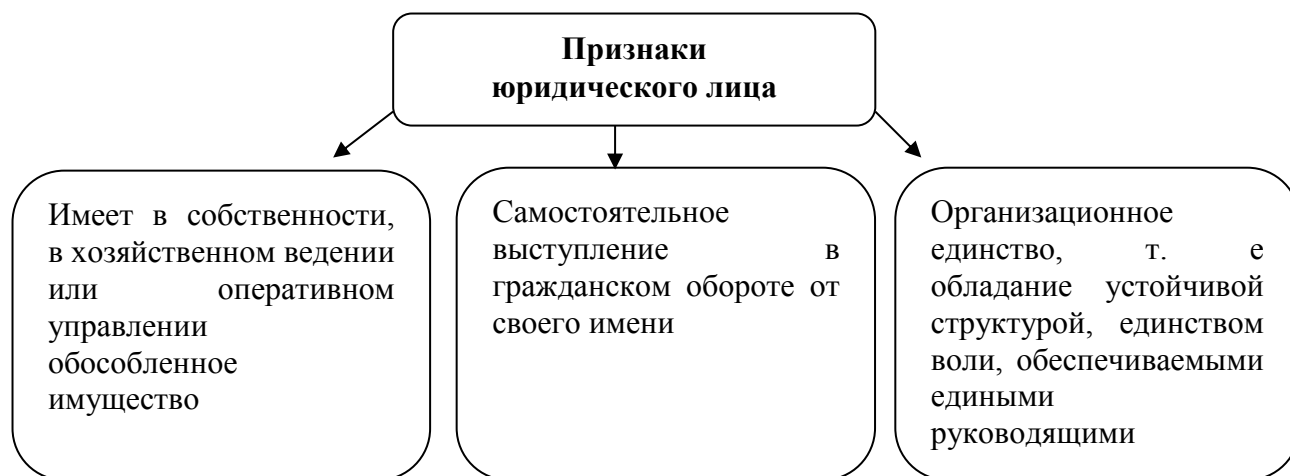 Признаки
юридического лица
Имеет в собственности,
в хозяйственном ведении
или оперативном
управлении
обособленное
имущество
Самостоятельное
выступление в
гражданском обороте от
своего имени
Организационное
единство, т. е
обладание устойчивой
структурой, единством
воли, обеспечиваемыми
едиными
руководящими